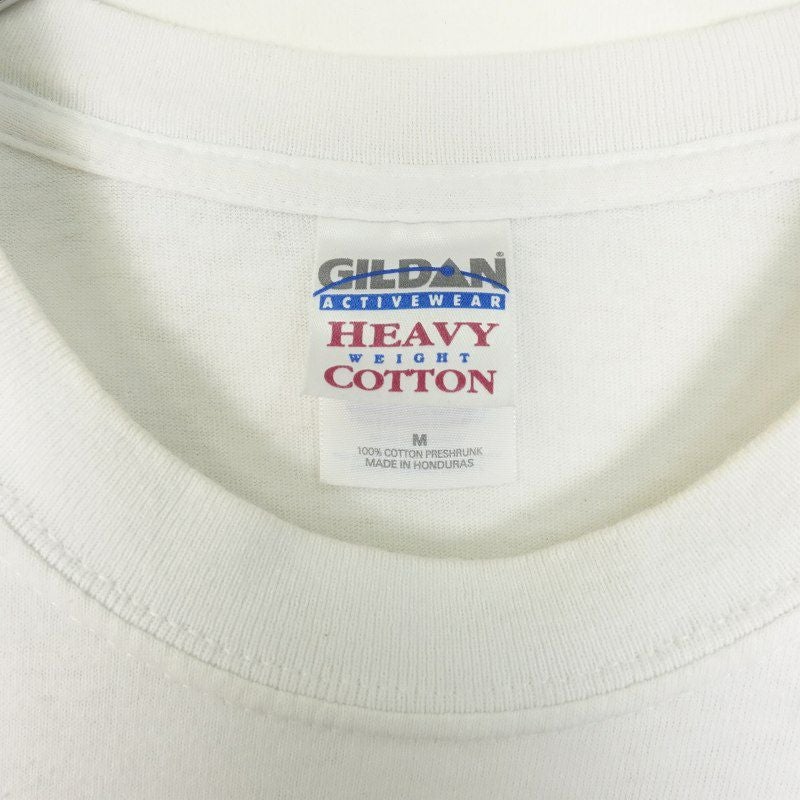 GILDAN®
ACTIVEWEAR
HEAVY
WEIGHT
COTTON
M
100% COTTON PRESHRUNK
MADE IN HONDURAS